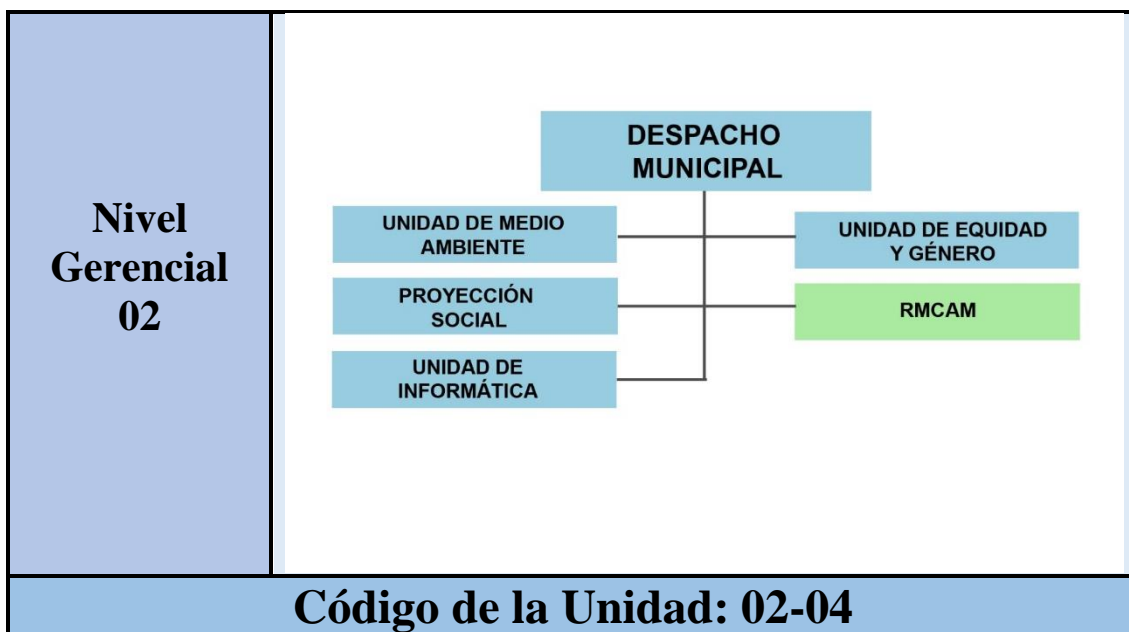 Nivel
Gerencial
02
DESPACHO
MUNICIPAL
UNIDAD DE MEDIO
AMBIENTE
UNIDAD DE EQUIDAD
Y GÉNERO
PROYECCIÓN
SOCIAL
RMCAM
UNIDAD DE
INFORMÁTICA
Código de la Unidad: 02-04